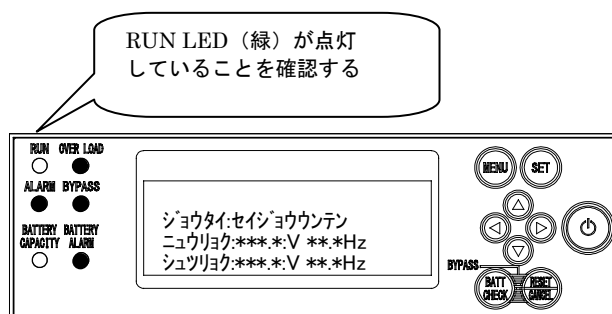 RUN LED（緑）が点灯
していることを確認する
RUN OVER LOAD
ALARM BYPASS
BATTERY CAPACITY BATTERY ALARM
ｼﾞｮｳﾀｲ:ｾｲｼﾞｮｳｳﾝﾃﾝ
ﾆｭｳﾘｮｸ:***.*:V **.*Hz
ｼｭﾂﾘｮｸ:***.*:V **.*Hz
MENU SET
BYPASS
BATT CHECK RESET CANCEL